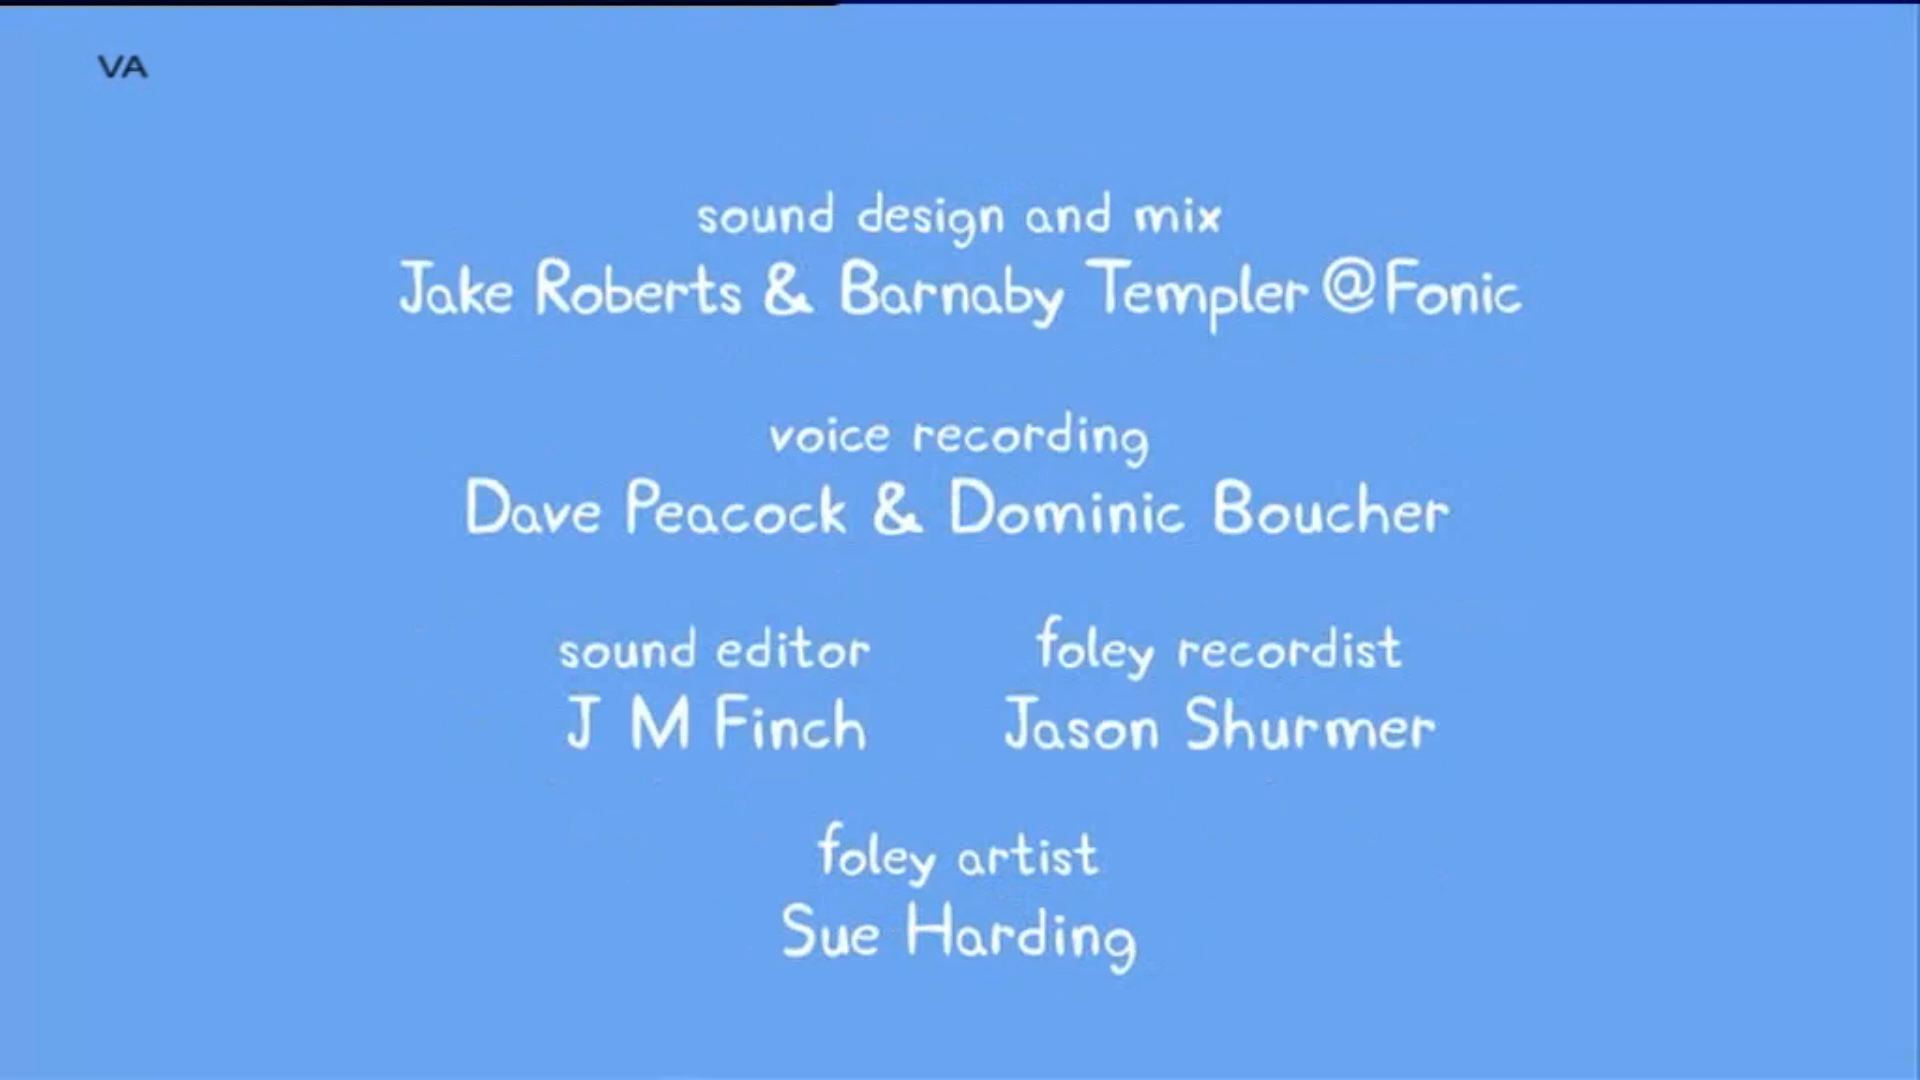 VA
sound design and mix
Jake Roberts & Barnaby Templer @Fonic
voice recording
Dave Peacock & Dominic Boucher
sound editor
J M Finch
foley recordist
Jason Shurmer
foley artist
Sue Harding